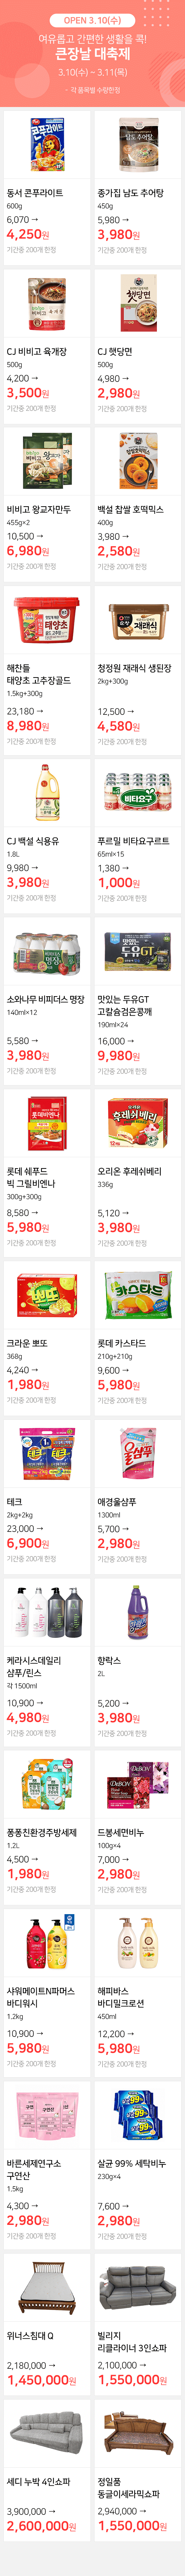 OPEN 3.10(수)
여유롭고 간편한 생활을 콕!
큰장날 대축제
3.10(수) ~ 3.11(목)
- 각 품목별 수량한정
동서 콘푸라이트
600g
6,070 →
4,250원
기간중 200개 한정
종가집 남도 추어탕
450g
5,980 →
3,980원
기간중 200개 한정
CJ 비비고 육개장
500g
4,200 →
3,500원
기간중 200개 한정
CJ 햇당면
500g
4,980 →
2,980원
기간중 200개 한정
비비고 왕교자만두
455g×2
10,500 →
6,980원
기간중 200개 한정
백설 찹쌀 호떡믹스
400g
3,980 →
2,580원
기간중 200개 한정
해찬들
태양초 고추장골드
1.5kg+300g
23,180 →
8,980원
기간중 200개 한정
청정원 재래식 생된장
2kg+300g
12,500 →
4,580원
기간중 200개 한정
CJ 백설 식용유
1.8L
9,980 →
3,980원
기간중 200개 한정
비타요구
푸르밀 비타요구르트
65ml×15
1,380 →
1,000원
기간중 200개 한정
소와나무 비피더스 명장
140ml×12
5,580 →
3,980원
기간중 200개 한정
맛있는 두유GT
고칼슘검은콩깨
190ml×24
16,000 →
9,980원
기간중 200개 한정
롯데 쉐푸드
빅 그릴비엔나
300g+300g
8,580 →
5,980원
기간중 200개 한정
후레쉬베리
오리온 후레쉬베리
336g
5,120 →
3,980원
기간중 200개 한정
뽀또
크라운 뽀또
368g
4,240 →
1,980원
기간중 200개 한정
카스타드
롯데 카스타드
210g+210g
9,600 →
5,980원
기간중 200개 한정
테크
2kg+2kg
23,000 →
6,900원
기간중 200개 한정
울샴푸
애경울샴푸
1300ml
5,700 →
2,980원
기간중 200개 한정
케라시스데일리
샴푸/린스
각 1500ml
10,900 →
4,980원
기간중 200개 한정
향락스
2L
5,200 →
3,980원
기간중 200개 한정
퐁퐁친환경주방세제
1.2L
4,500 →
1,980원
기간중 200개 한정
DeBON
DeBON
드봉세면비누
100g×4
7,000 →
2,980원
기간중 200개 한정
샤워메이트N파머스
바디워시
1.2kg
10,900 →
5,980원
기간중 200개 한정
해피바스
바디밀크로션
450ml
12,200 →
5,980원
기간중 200개 한정
구연산
바른세제연구소
구연산
1.5kg
4,300 →
2,980원
기간중 200개 한정
살균 99% 세탁비누
230g×4
7,600 →
2,980원
기간중 200개 한정
위너스침대 Q
2,180,000 →
1,450,000원
빌리지
리클라이너 3인쇼파
2,100,000 →
1,550,000원
세디 누박 4인쇼파
3,900,000 →
2,600,000원
정일품
동글이세라믹쇼파
2,940,000 →
1,550,000원